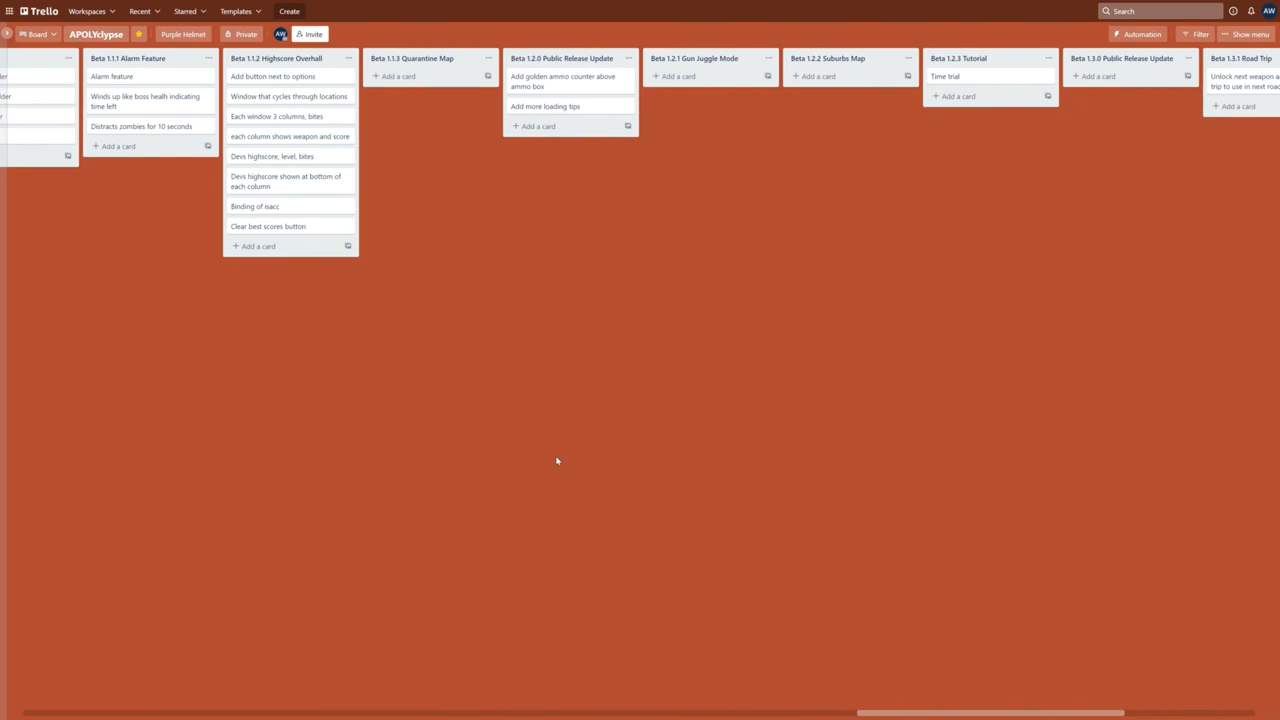 Trello
Workspaces
Recent
Starred
Templates
Create
Search
AW
Board
APOLYclypse
Purple Helmet
Private
AW
Invite
Automation
Filter
Show menu
Add a card
Beta 1.1.1 Alarm Feature
Alarm feature
Winds up like boss healh indicating
time left
Distracts zombies for 10 seconds
Add a card
Beta 1.1.2 Highscore Overhall
Add button next to options
Window that cycles through locations
Each window 3 columns, bites
each column shows weapon and score
Devs highscore, level, bites
Devs highscore shown at bottom of
each column
Binding of isacc
Clear best scores button
Add a card
Beta 1.1.3 Quarantine Map
Add a card
Beta 1.2.0 Public Release Update
Add golden ammo counter above
ammo box
Add more loading tips
Add a card
Beta 1.2.1 Gun Juggle Mode
Add a card
Beta 1.2.2 Suburbs Map
Add a card
Beta 1.2.3 Tutorial
Time trial
Add a card
Beta 1.3.0 Public Release Update
Add a card
Beta 1.3.1 Road Trip
Unlock next weapon a
trip to use in next road
Add a card